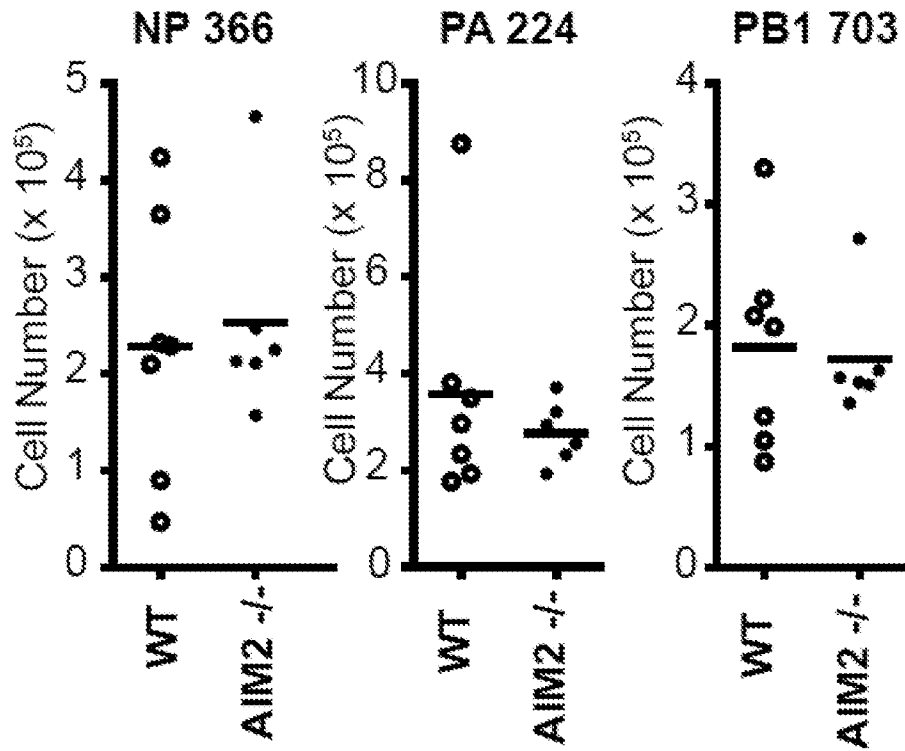 NP 366
PA 224
PB1 703
Cell Number (x 10⁵)
5
4
3
2
1
0
WT
AIM2 -/-
Cell Number (x 10⁵)
10
8
6
4
2
0
WT
AIM2 -/-
Cell Number (x 10⁵)
4
3
2
1
0
WT
AIM2 -/-